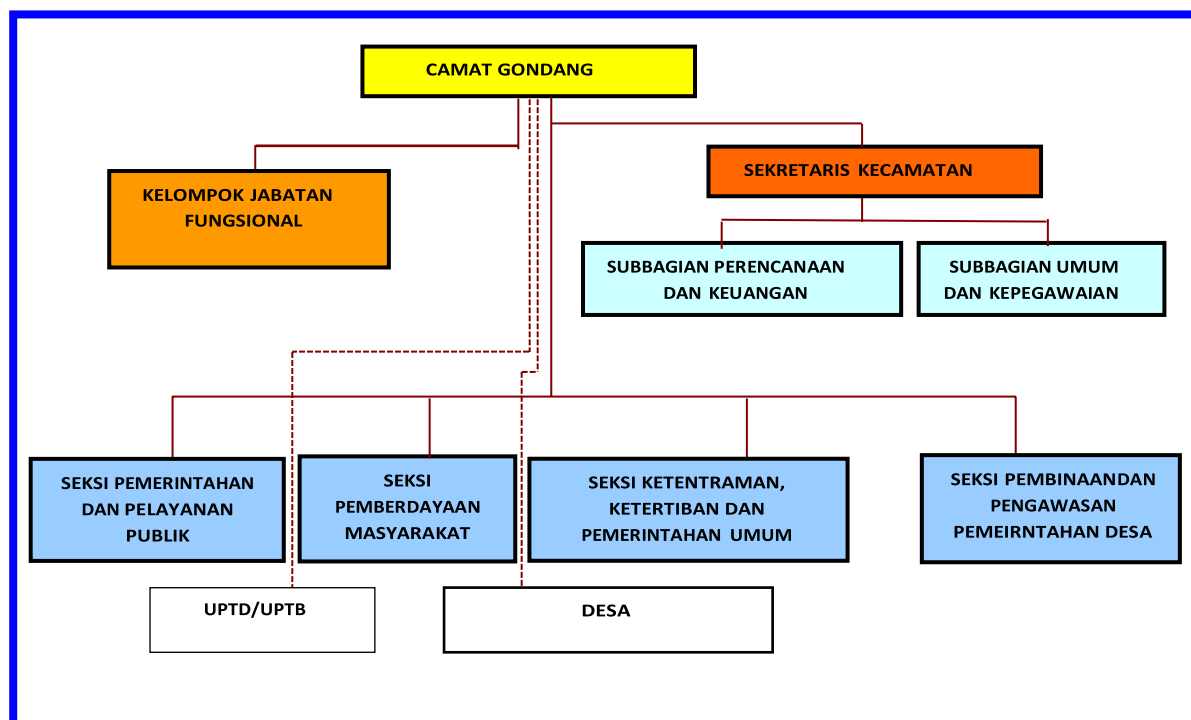 CAMAT GONDANG
KELOMPOK JABATAN
FUNGSIONAL
SEKRETARIS KECAMATAN
SUBBAGIAN PERENCANAAN
DAN KEUANGAN
SUBBAGIAN UMUM
DAN KEPEGAWAIAN
SEKSI PEMERINTAHAN
DAN PELAYANAN
PUBLIK
SEKSI
PEMBERDAYAAN
MASYARAKAT
SEKSI KETENTRAMAN,
KETERTIBAN DAN
PEMERINTAHAN UMUM
SEKSI PEMBINAANDAN
PENGAWASAN
PEMEIRNTAHAN DESA
UPTD/UPTB
DESA